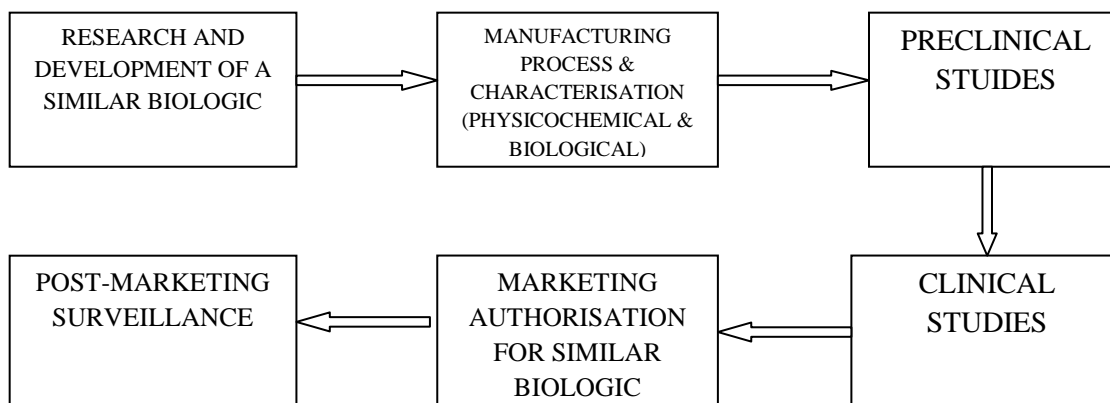 RESEARCH AND
DEVELOPMENT OF A
SIMILAR BIOLOGIC
MANUFACTURING
PROCESS &
CHARACTERISATION
(PHYSICOCHEMICAL &
BIOLOGICAL)
PRECLINICAL
STUIDES
CLINICAL
STUDIES
MARKETING
AUTHORISATION
FOR SIMILAR
BIOLOGIC
POST-MARKETING
SURVEILLANCE